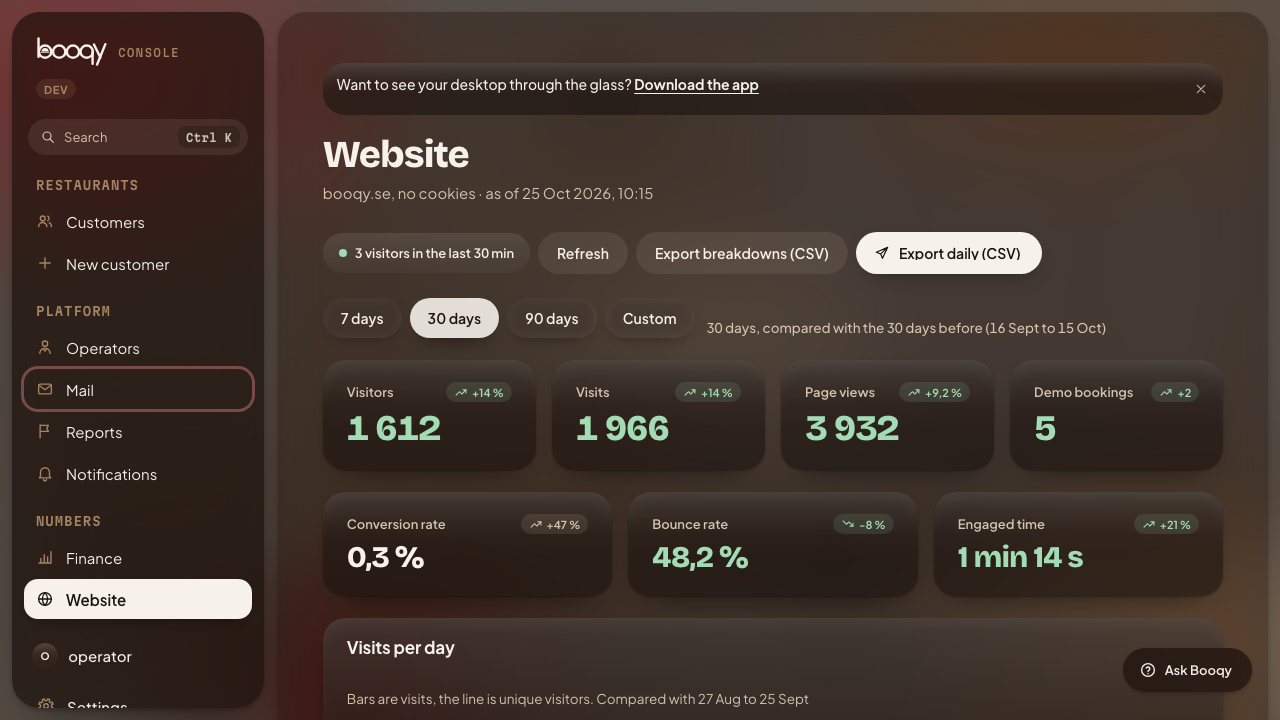 booqy CONSOLE
DEV
Search Ctrl K
RESTAURANTS
Customers
New customer
PLATFORM
Operators
Mail
Reports
Notifications
NUMBERS
Finance
Website
operator
Settings
Want to see your desktop through the glass? Download the app
Website
booqy.se, no cookies · as of 25 Oct 2026, 10:15
3 visitors in the last 30 min Refresh Export breakdowns (CSV) Export daily (CSV)
7 days 30 days 90 days Custom 30 days, compared with the 30 days before (16 Sept to 15 Oct)
Visitors +14 % Visits +14 % Page views +9,2 % Demo bookings +2
1 612 1 966 3 932 5
Conversion rate +47 % Bounce rate -8 % Engaged time +21 %
0,3 % 48,2 % 1 min 14 s
Visits per day
Bars are visits, the line is unique visitors. Compared with 27 Aug to 25 Sept
Ask Booqy